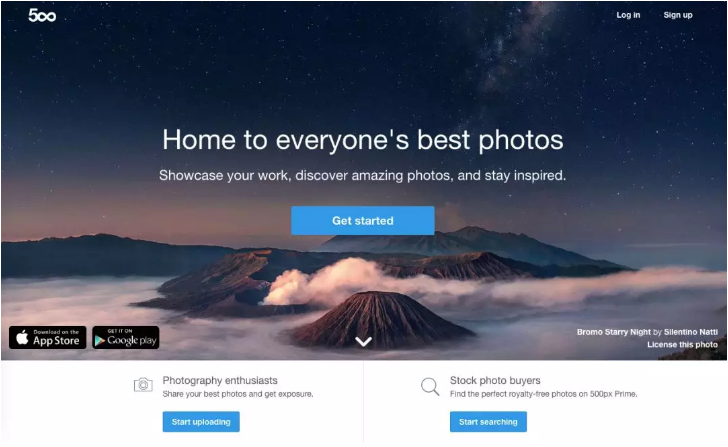 500
Log in
Sign up
Home to everyone's best photos
Showcase your work, discover amazing photos, and stay inspired.
Get started
Download on the
App Store
GET IT ON
Google play
Bromo Starry Night by Silentino Natti
License this photo
Photography enthusiasts
Share your best photos and get exposure.
Start uploading
Stock photo buyers
Find the perfect royalty-free photos on 500px Prime.
Start searching